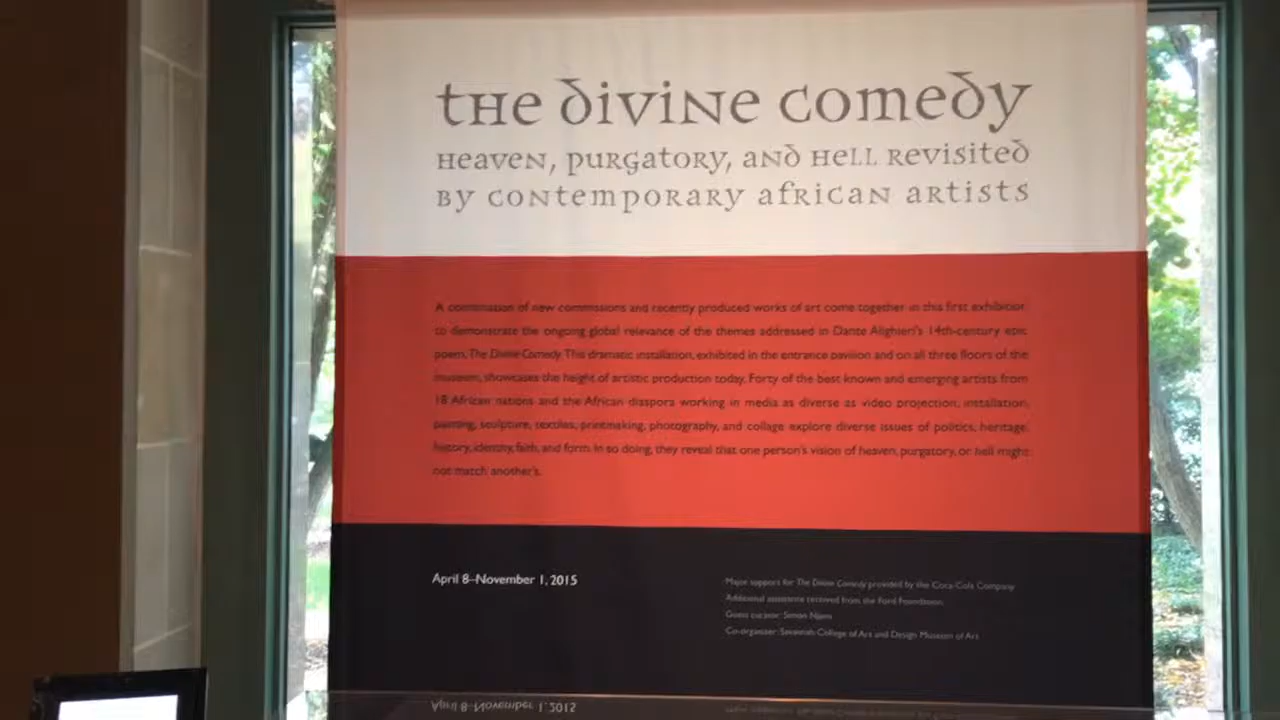 the divine comedy
Heaven, purgatory, and Hell revisited
by contemporary african artists
A combination of new commissions and recently produced works of art come together in this first exhibition
to demonstrate the ongoing global relevance of the themes addressed in Dante Alighieri's 14th-century epic
poem, The Divine Comedy. This dramatic installation, exhibited in the entrance pavilion and on all three floors of the
museum, showcases the height of artistic production today. Forty of the best known and emerging artists from
18 African nations and the African diaspora working in media as diverse as video projection, installation,
painting, sculpture, textiles, printmaking, photography, and collage explore diverse issues of politics, heritage,
history, identity, faith, and form. In so doing, they reveal that one person's vision of heaven, purgatory, or hell might
not match another's.
April 8–November 1, 2015
Major support for The Divine Comedy provided by the Coca-Cola Company
Additional assistance received from the Ford Foundation.
Guest curator: Simon Njami
Co-organizer: Savannah College of Art and Design Museum of Art
April 8–November 1, 2015